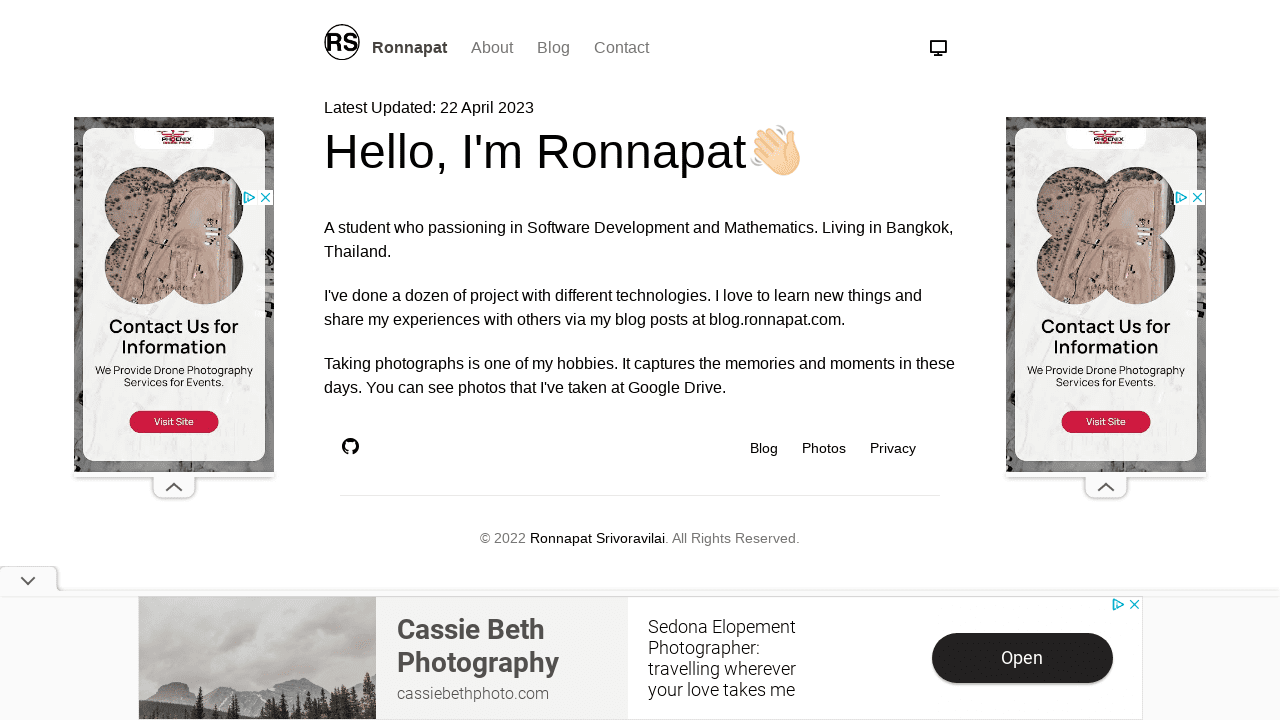 RS Ronnapat About Blog Contact
Latest Updated: 22 April 2023
Hello, I'm Ronnapat
A student who passioning in Software Development and Mathematics. Living in Bangkok,
Thailand.
I've done a dozen of project with different technologies. I love to learn new things and
share my experiences with others via my blog posts at blog.ronnapat.com.
Taking photographs is one of my hobbies. It captures the memories and moments in these
days. You can see photos that I've taken at Google Drive.
Blog Photos Privacy
© 2022 Ronnapat Srivoravilai. All Rights Reserved.
PHOENIX
DRONE PROS
Contact Us for
Information
We Provide Drone Photography
Services for Events.
Visit Site
PHOENIX
DRONE PROS
Contact Us for
Information
We Provide Drone Photography
Services for Events.
Visit Site
Cassie Beth
Photography
cassiebethphoto.com
Sedona Elopement
Photographer:
travelling wherever
your love takes me
Open